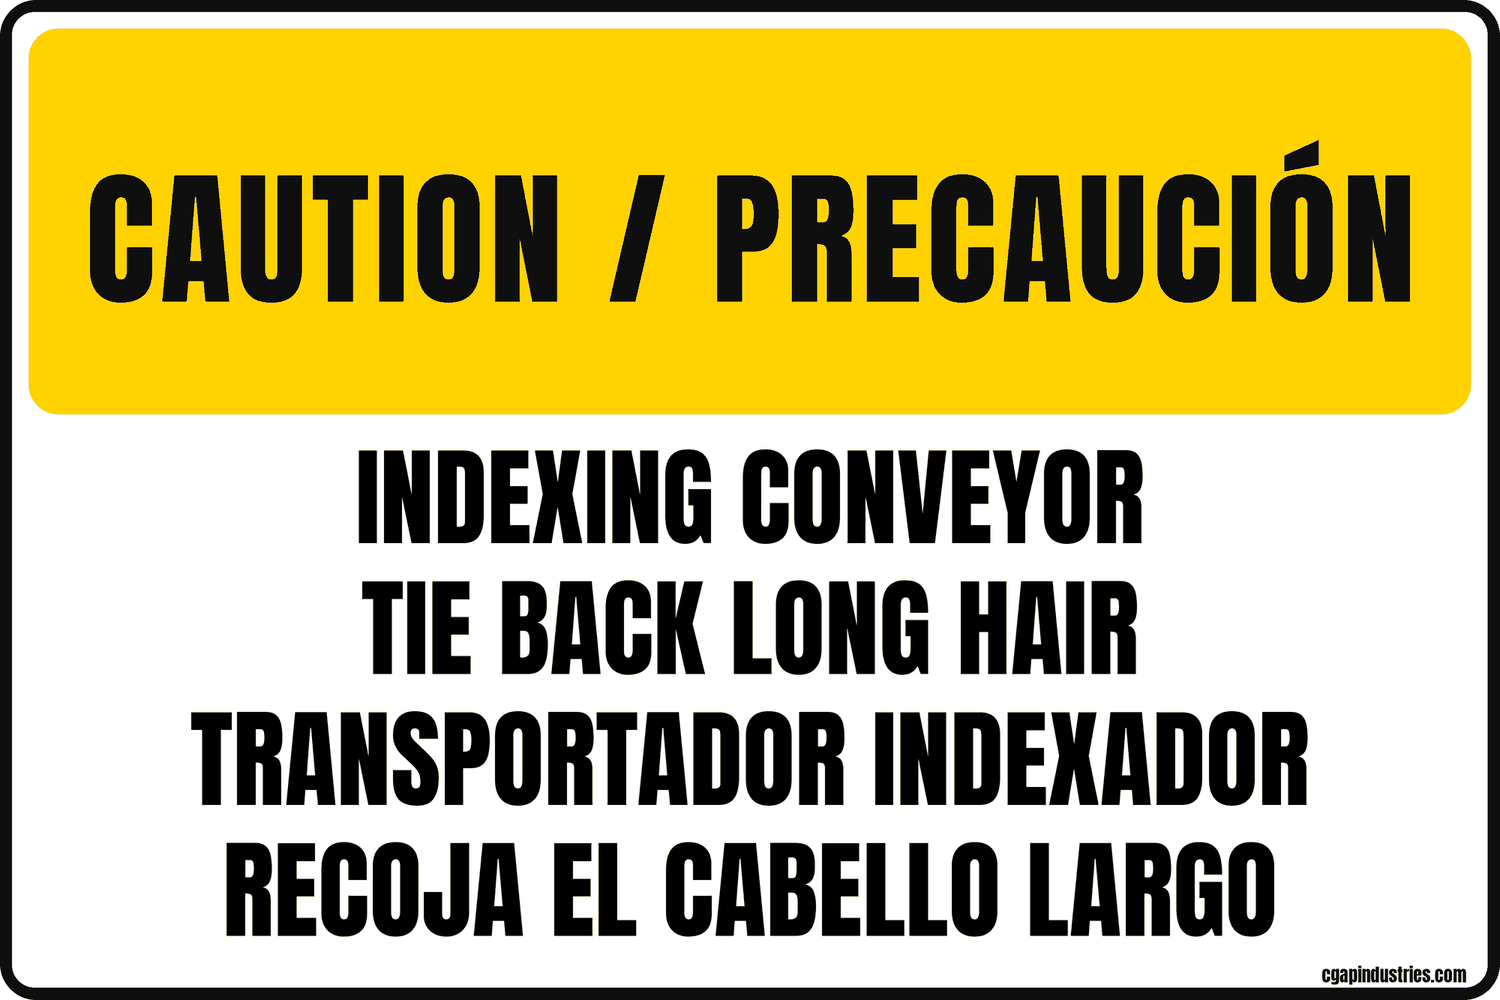 CAUTION / PRECAUCIÓN
INDEXING CONVEYOR
TIE BACK LONG HAIR
TRANSPORTADOR INDEXADOR
RECOJA EL CABELLO LARGO
cgapindustries.com